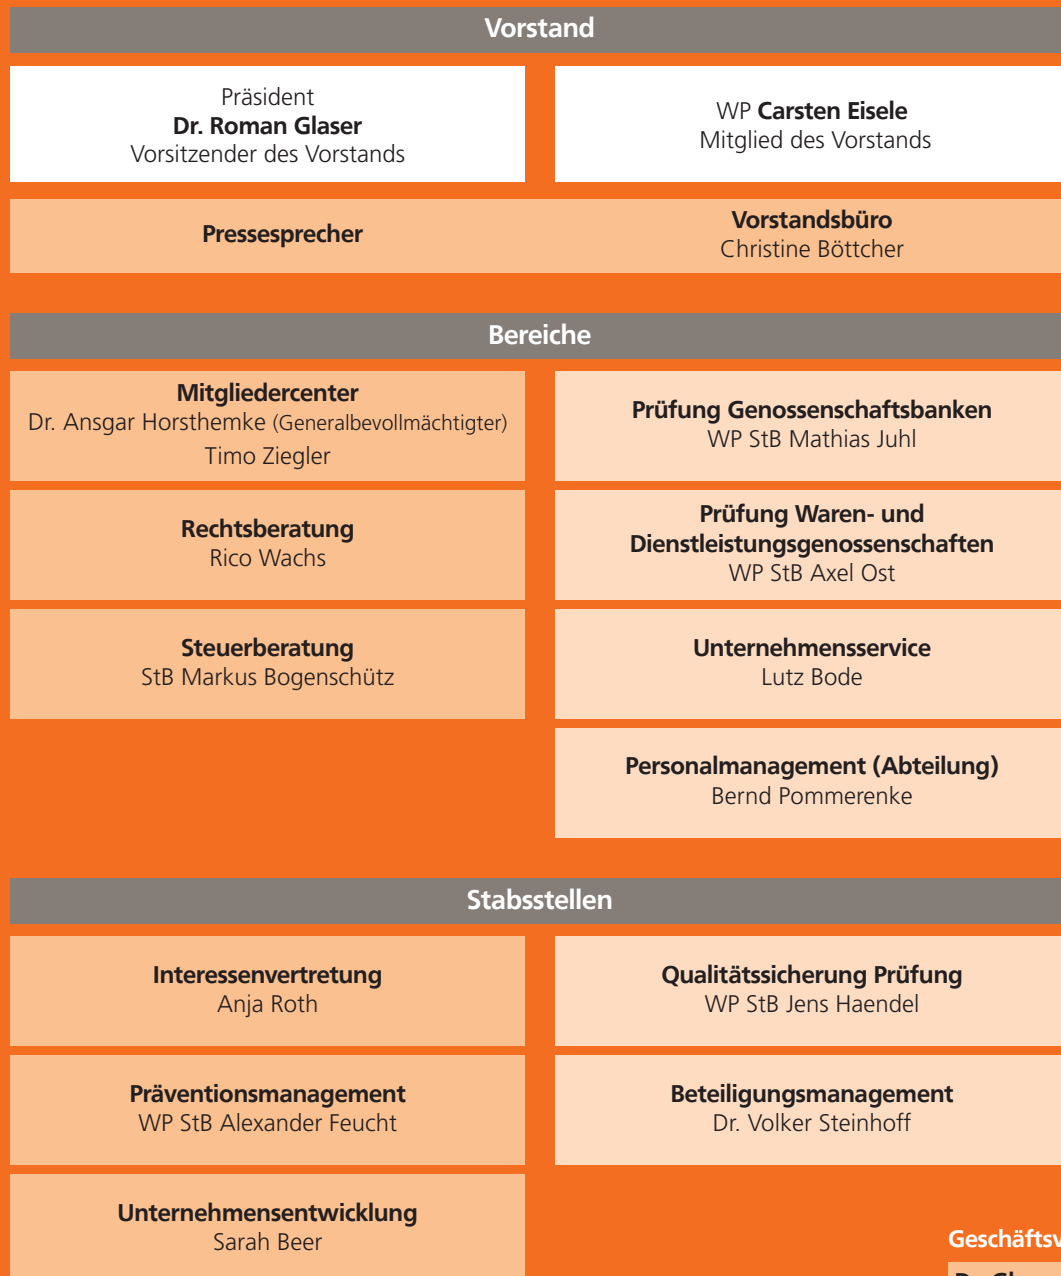 Vorstand
Präsident
Dr. Roman Glaser
Vorsitzender des Vorstands
WP Carsten Eisele
Mitglied des Vorstands
Pressesprecher
Vorstandsbüro
Christine Böttcher
Bereiche
Mitgliedercenter
Dr. Ansgar Horsthemke (Generalbevollmächtigter)
Timo Ziegler
Prüfung Genossenschaftsbanken
WP StB Mathias Juhl
Rechtsberatung
Rico Wachs
Prüfung Waren- und
Dienstleistungsgenossenschaften
WP StB Axel Ost
Steuerberatung
StB Markus Bogenschütz
Unternehmensservice
Lutz Bode
Personalmanagement (Abteilung)
Bernd Pommerenke
Stabsstellen
Interessenvertretung
Anja Roth
Qualitätssicherung Prüfung
WP StB Jens Haendel
Präventionsmanagement
WP StB Alexander Feucht
Beteiligungsmanagement
Dr. Volker Steinhoff
Unternehmensentwicklung
Sarah Beer